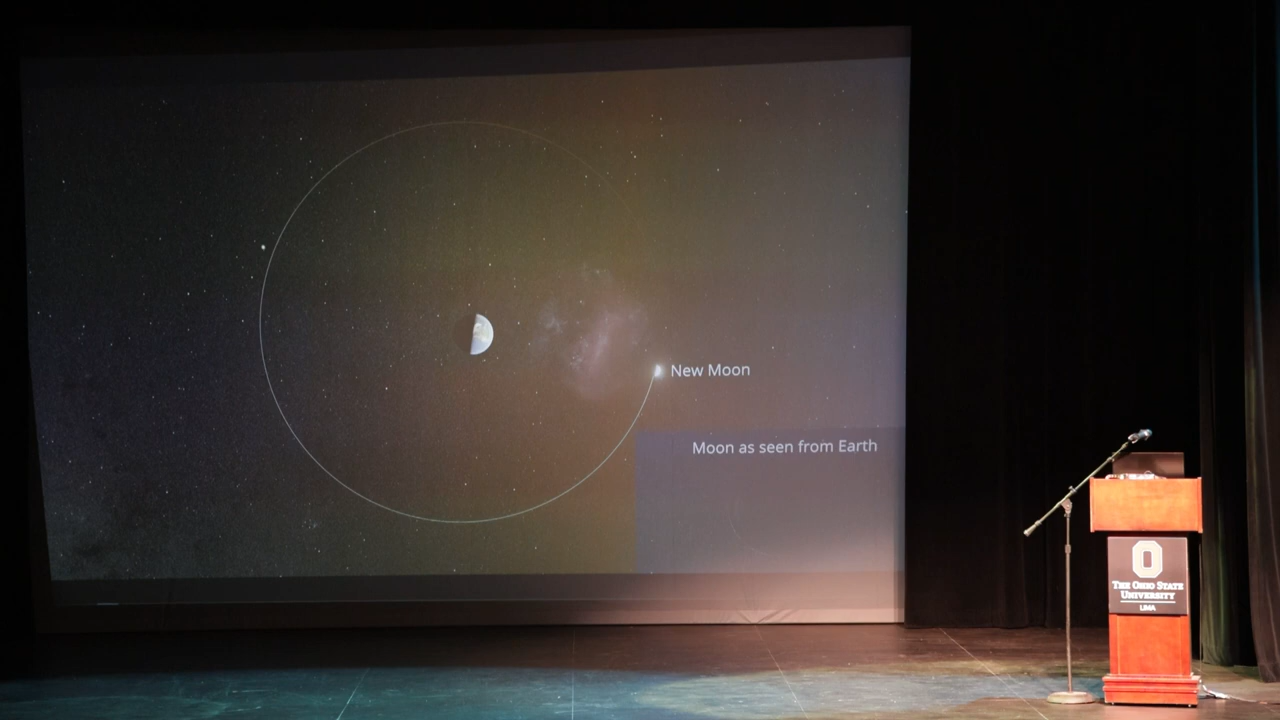 New Moon
Moon as seen from Earth
THE OHIO STATE
UNIVERSITY
LIMA